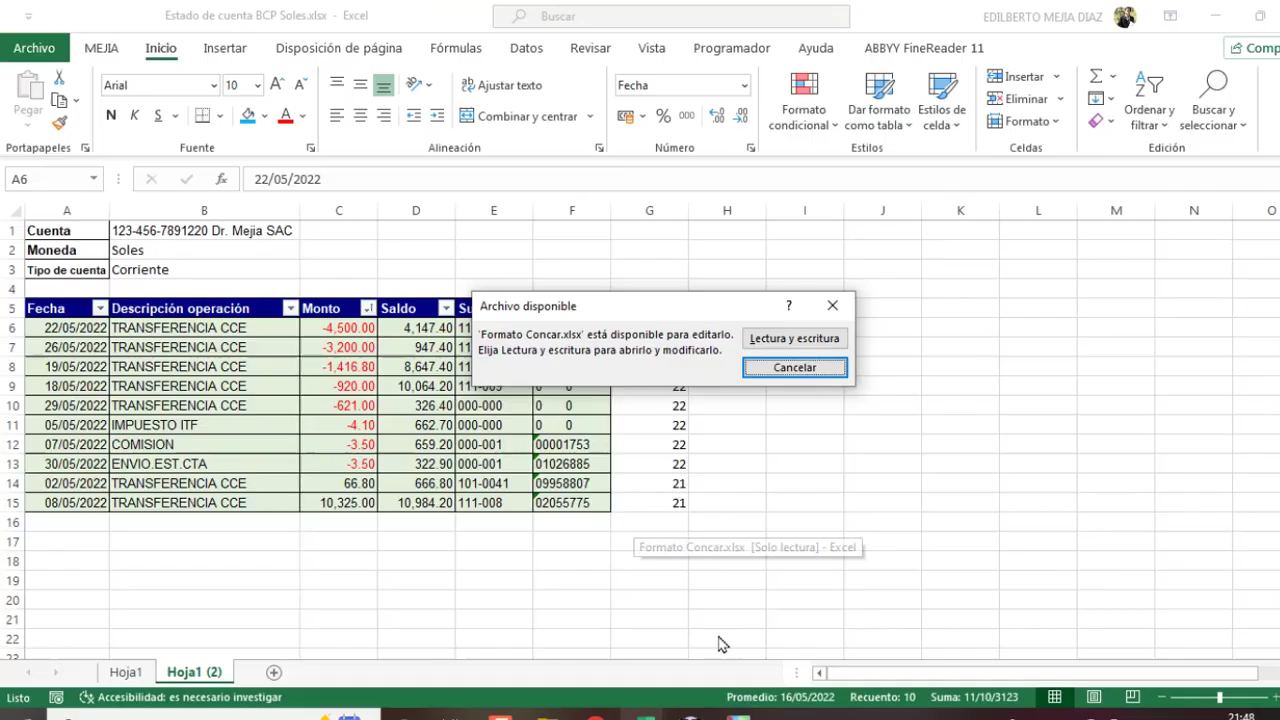 Estado de cuenta BCP Soles.xlsx - Excel
Buscar
EDILBERTO MEJIA DIAZ
Archivo MEJIA Inicio Insertar Disposición de página Fórmulas Datos Revisar Vista Programador Ayuda ABBYY FineReader 11 Comp
Pegar
Arial 10
N K S
Ajustar texto
Combinar y centrar
Fecha
% 000
Formato condicional
Dar formato como tabla
Estilos de celda
Insertar
Eliminar
Formato
Ordenar y filtrar
Buscar y seleccionar
Portapapeles Fuente Alineación Número Estilos Celdas Edición
A6 fx 22/05/2022
A B C D E F G H I J K L M N O
1 Cuenta 123-456-7891220 Dr. Mejia SAC
2 Moneda Soles
3 Tipo de cuenta Corriente
4
5 Fecha Descripción operación Monto Saldo Su
6 22/05/2022 TRANSFERENCIA CCE -4,500.00 4,147.40 11
7 26/05/2022 TRANSFERENCIA CCE -3,200.00 947.40 11
8 19/05/2022 TRANSFERENCIA CCE -1,416.80 8,647.40 11
9 18/05/2022 TRANSFERENCIA CCE -920.00 10,064.20 111-005 0 0 22
10 29/05/2022 TRANSFERENCIA CCE -621.00 326.40 000-000 0 0 22
11 05/05/2022 IMPUESTO ITF -4.10 662.70 000-000 0 0 22
12 07/05/2022 COMISION -3.50 659.20 000-001 00001753 22
13 30/05/2022 ENVIO.EST.CTA -3.50 322.90 000-001 01026885 22
14 02/05/2022 TRANSFERENCIA CCE 66.80 666.80 101-0041 09958807 21
15 08/05/2022 TRANSFERENCIA CCE 10,325.00 10,984.20 111-008 02055775 21
16
17
18
19
20
21
22
23
Archivo disponible ?
'Formato Concar.xlsx' está disponible para editarlo.
Elija Lectura y escritura para abrirlo y modificarlo.
Lectura y escritura
Cancelar
Formato Concar.xlsx [Solo lectura] - Excel
Hoja1 Hoja1 (2)
Listo Accesibilidad: es necesario investigar Promedio: 16/05/2022 Recuento: 10 Suma: 11/10/3123
21:48